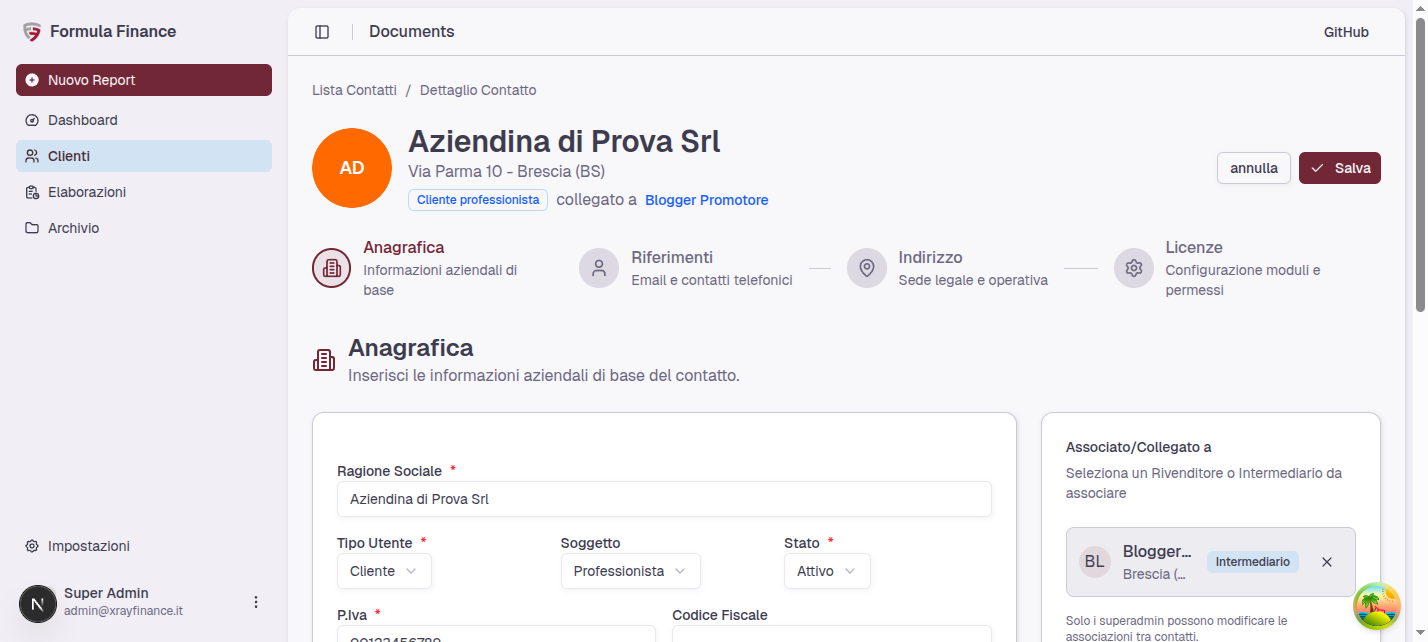 Formula Finance
Documents
GitHub
Nuovo Report
Dashboard
Clienti
Elaborazioni
Archivio
Impostazioni
N
Super Admin
admin@xrayfinance.it
Lista Contatti / Dettaglio Contatto
AD
Aziendina di Prova Srl
Via Parma 10 - Brescia (BS)
Cliente professionista collegato a Blogger Promotore
annulla
Salva
Anagrafica
Informazioni aziendali di
base
Riferimenti
Email e contatti telefonici
Indirizzo
Sede legale e operativa
Licenze
Configurazione moduli e
permessi
Anagrafica
Inserisci le informazioni aziendali di base del contatto.
Ragione Sociale *
Aziendina di Prova Srl
Tipo Utente *
Cliente
Soggetto
Professionista
Stato *
Attivo
P.Iva *
00123456789
Codice Fiscale
Associato/Collegato a
Seleziona un Rivenditore o Intermediario da
associare
BL
Blogger...
Brescia (...
Intermediario
Solo i superadmin possono modificare le
associazioni tra contatti.